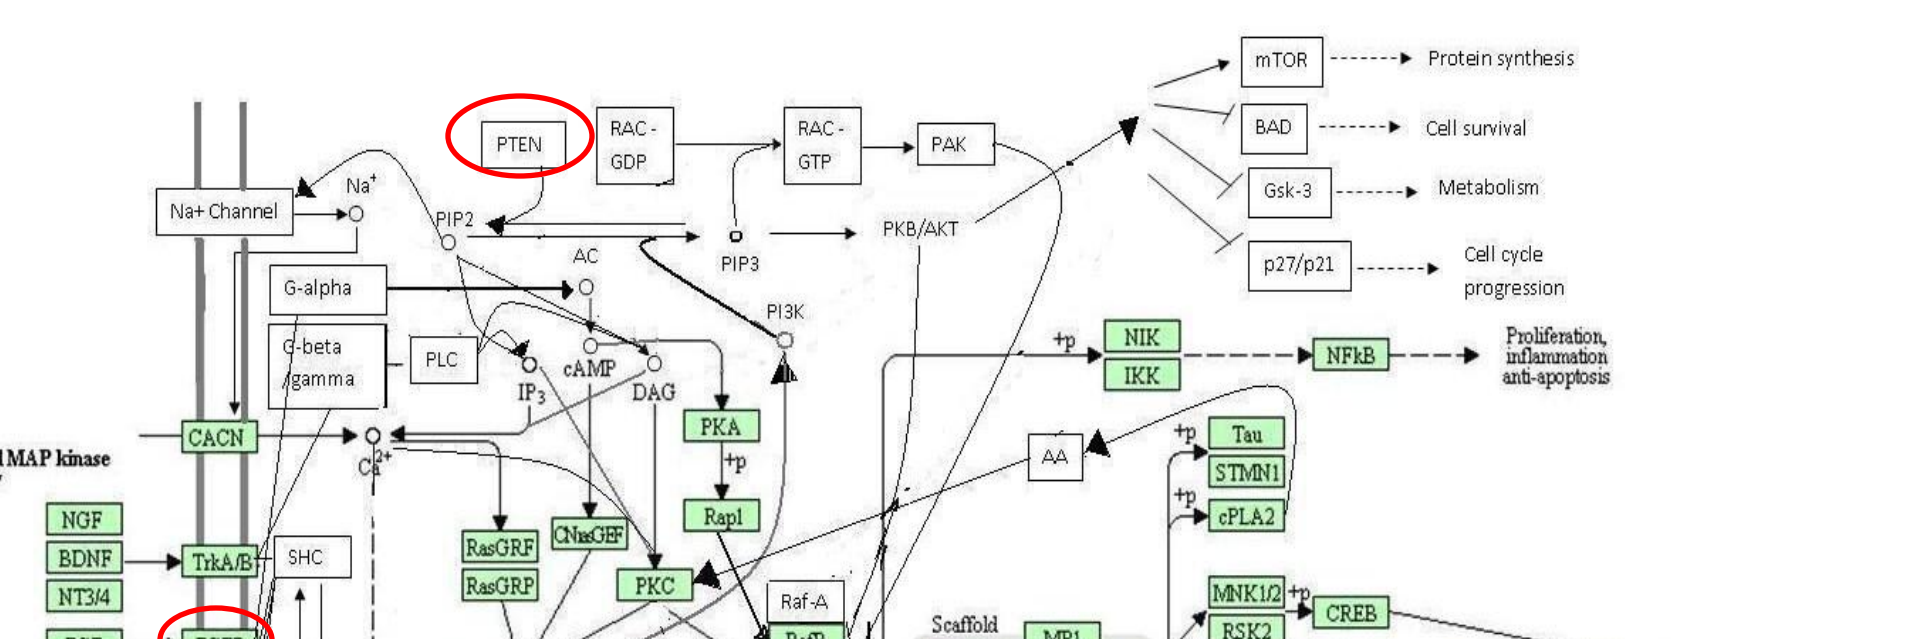 mTOR
Protein synthesis
BAD
Cell survival
Gsk-3
Metabolism
p27/p21
Cell cycle
progression
PTEN
RAC -
GDP
RAC -
GTP
PAK
Na+
Na+ Channel
PIP2
PIP3
PKB/AKT
AC
G-alpha
G-beta
/gamma
PLC
PI3K
IP3
cAMP
DAG
+p
NIK
IKK
NFkB
Proliferation,
inflammation
anti-apoptosis
CACN
Ca2+
PKA
+p
Rap1
AA
+p
Tau
STMN1
+p
cPLA2
MAP kinase
NGF
BDNF
NT3/4
TrkA/B
SHC
RasGRF
RasGRP
CNrasGEF
PKC
Raf-A
RafB
Scaffold
MP1
MNK1/2
+p
RSK2
CREB